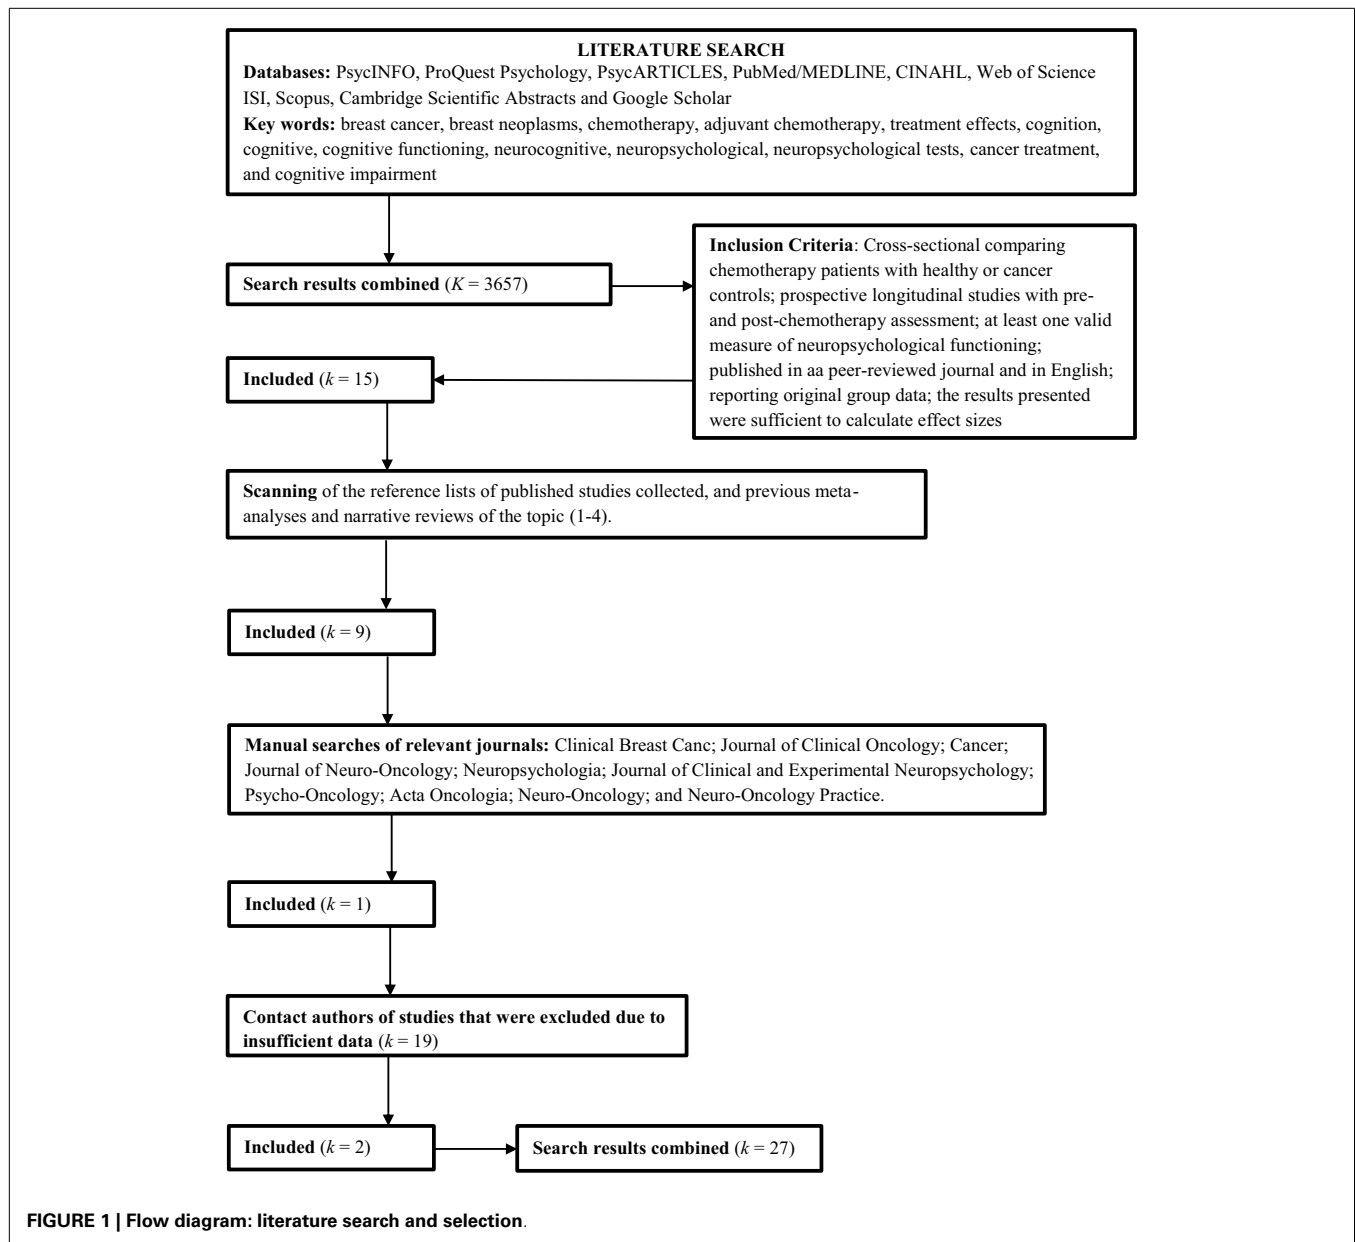 LITERATURE SEARCH
Databases: PsycINFO, ProQuest Psychology, PsycARTICLES, PubMed/MEDLINE, CINAHL, Web of Science
ISI, Scopus, Cambridge Scientific Abstracts and Google Scholar
Key words: breast cancer, breast neoplasms, chemotherapy, adjuvant chemotherapy, treatment effects, cognition,
cognitive, cognitive functioning, neurocognitive, neuropsychological, neuropsychological tests, cancer treatment,
and cognitive impairment
Search results combined (K = 3657)
Inclusion Criteria: Cross-sectional comparing
chemotherapy patients with healthy or cancer
controls; prospective longitudinal studies with pre-
and post-chemotherapy assessment; at least one valid
measure of neuropsychological functioning;
published in aa peer-reviewed journal and in English;
reporting original group data; the results presented
were sufficient to calculate effect sizes
Included (k = 15)
Scanning of the reference lists of published studies collected, and previous meta-
analyses and narrative reviews of the topic (1-4).
Included (k = 9)
Manual searches of relevant journals: Clinical Breast Canc; Journal of Clinical Oncology; Cancer;
Journal of Neuro-Oncology; Neuropsychologia; Journal of Clinical and Experimental Neuropsychology;
Psycho-Oncology; Acta Oncologia; Neuro-Oncology; and Neuro-Oncology Practice.
Included (k = 1)
Contact authors of studies that were excluded due to
insufficient data (k = 19)
Included (k = 2)
Search results combined (k = 27)
FIGURE 1 | Flow diagram: literature search and selection.